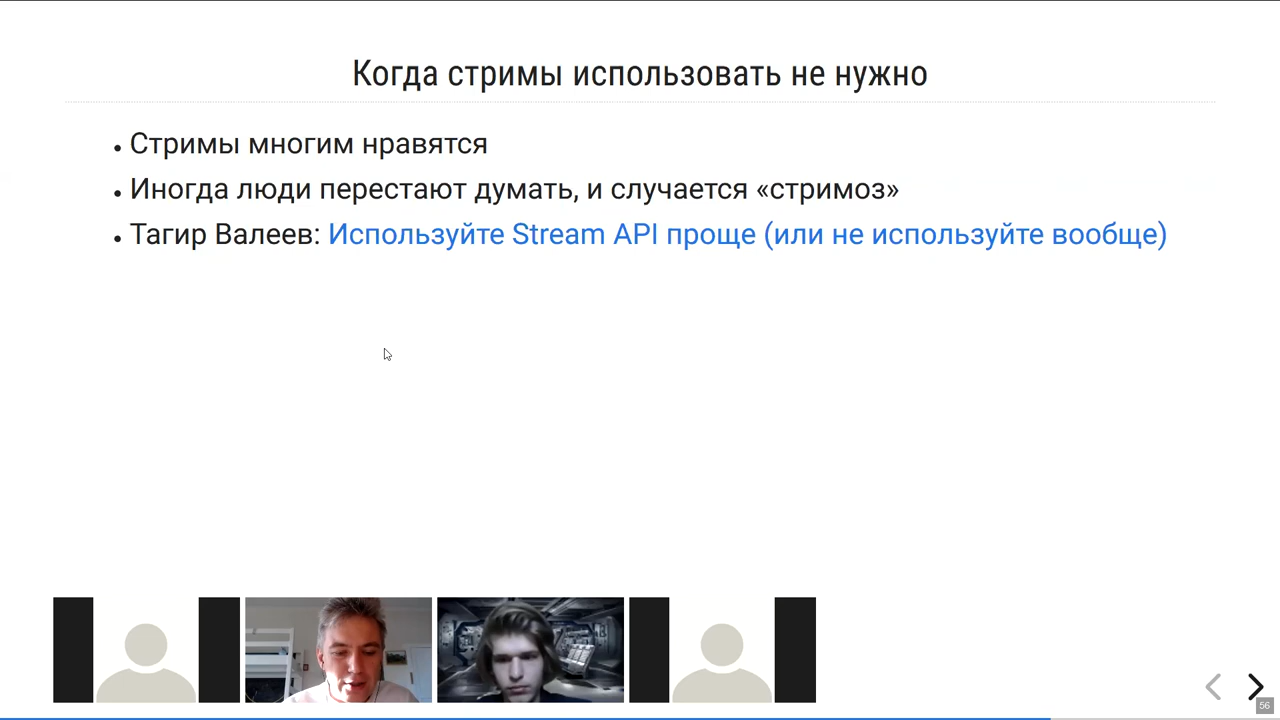 Когда стримы использовать не нужно
• Стримы многим нравятся
• Иногда люди перестают думать, и случается «стримоз»
• Тагир Валеев: Используйте Stream API проще (или не используйте вообще)
56